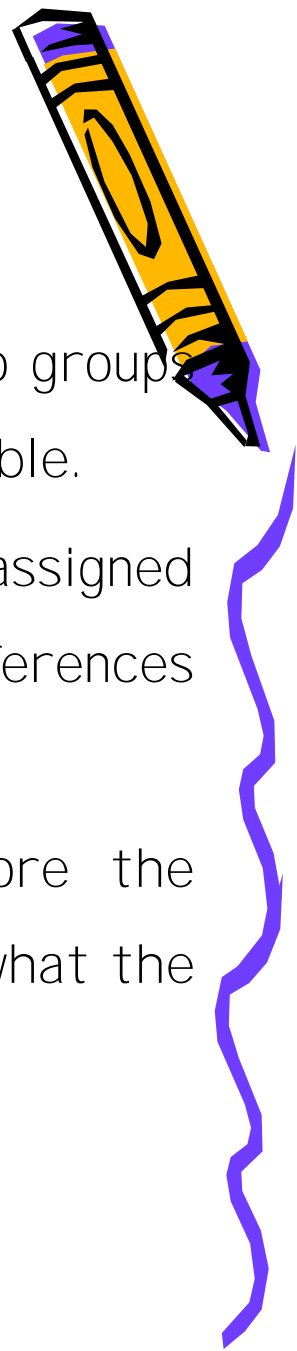 groups
ble.
assigned
ferences
ore the
what the